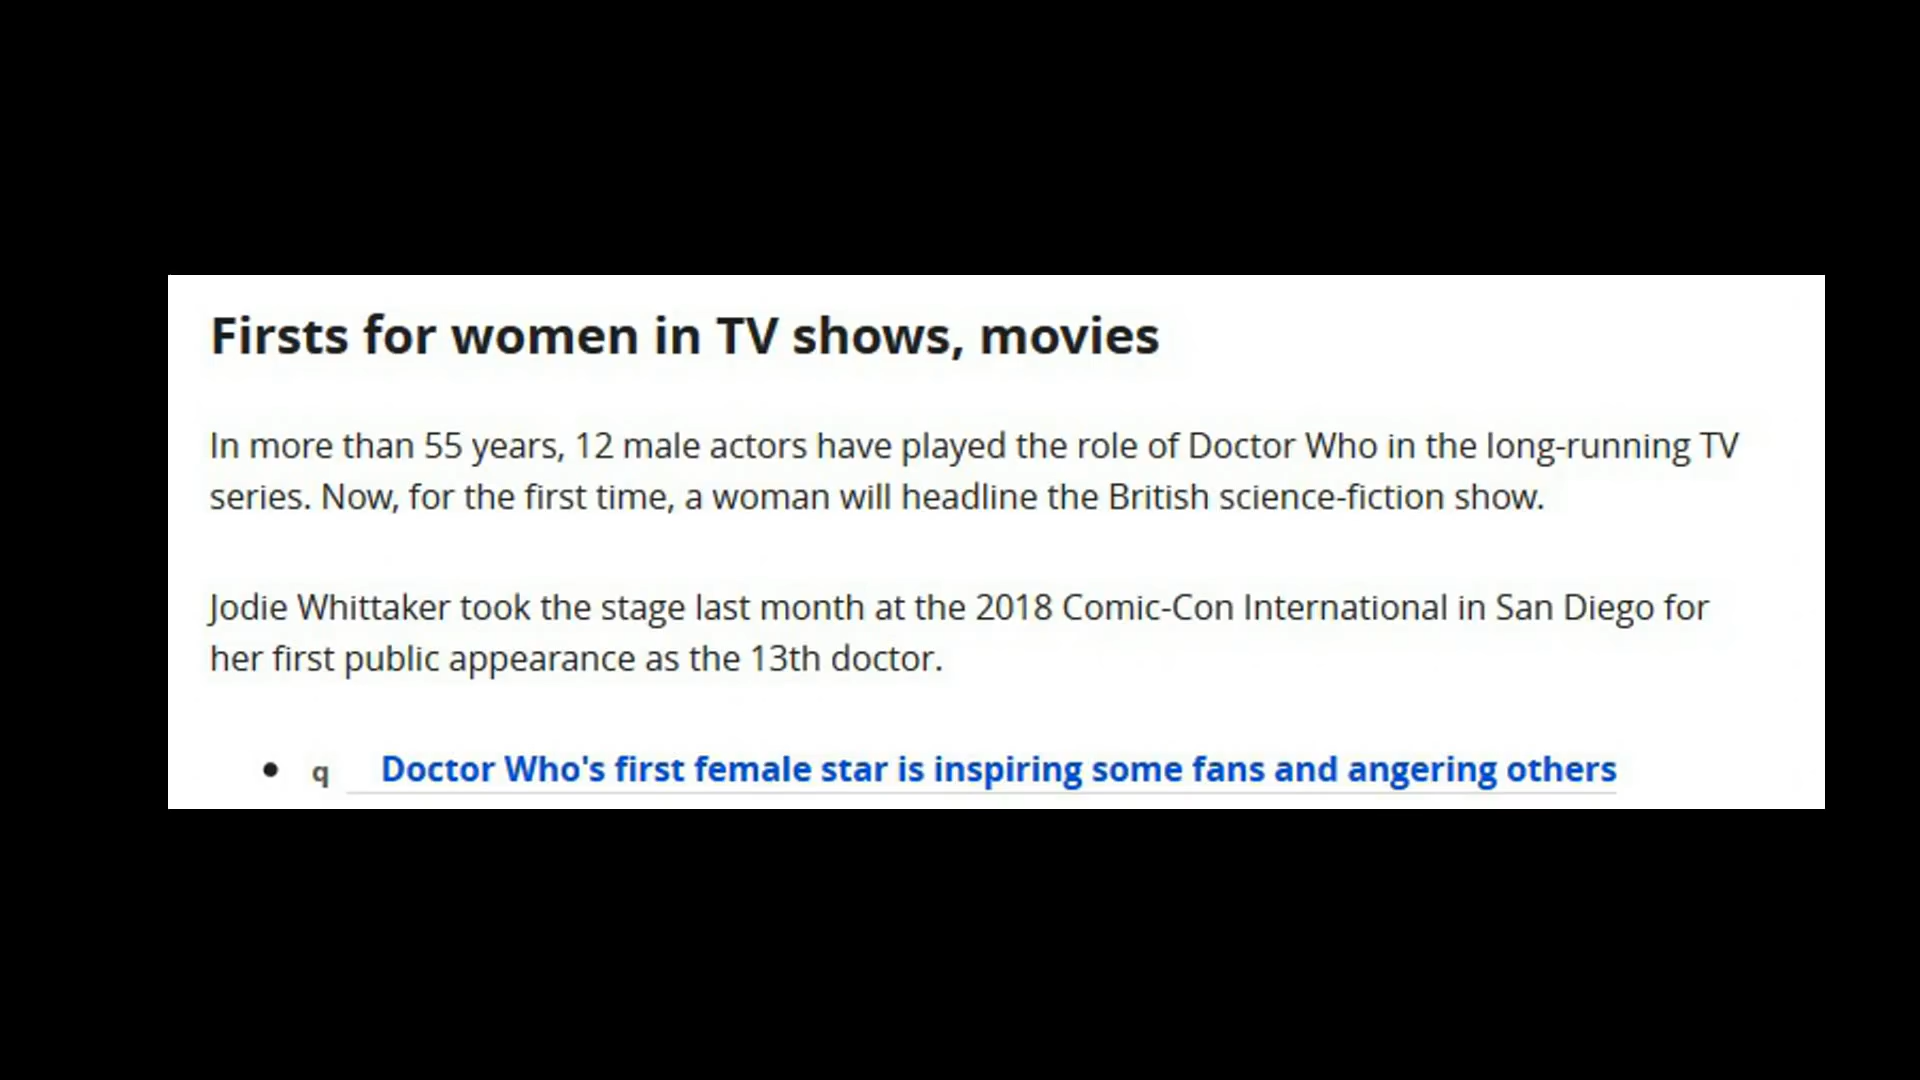 Firsts for women in TV shows, movies
In more than 55 years, 12 male actors have played the role of Doctor Who in the long-running TV
series. Now, for the first time, a woman will headline the British science-fiction show.
Jodie Whittaker took the stage last month at the 2018 Comic-Con International in San Diego for
her first public appearance as the 13th doctor.
• q Doctor Who's first female star is inspiring some fans and angering others